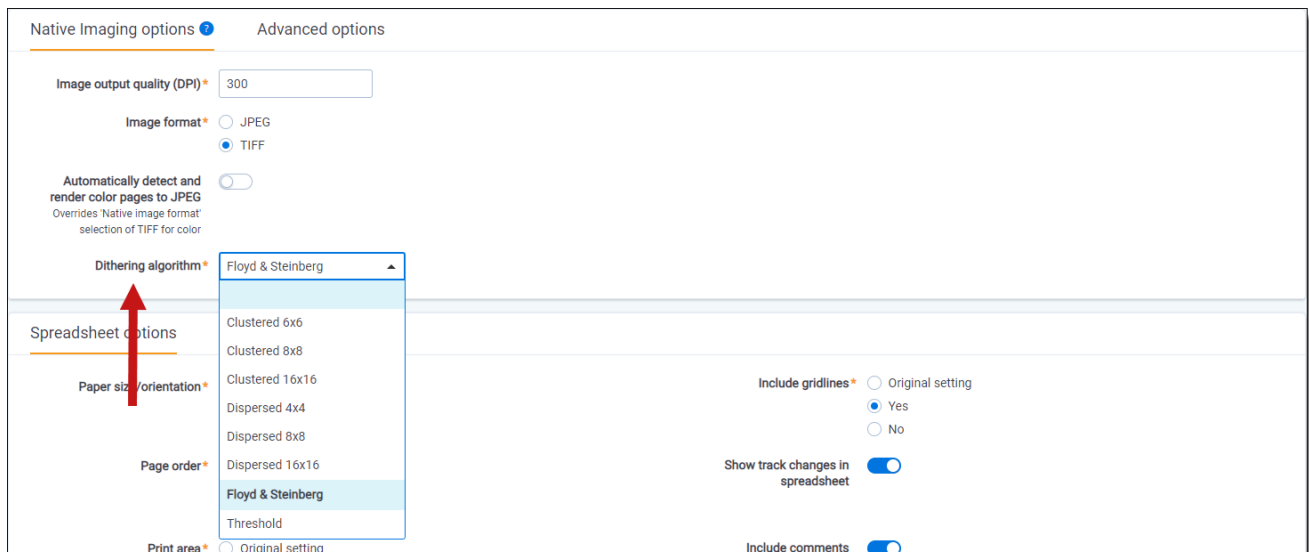 Native Imaging options ?
Advanced options
Image output quality (DPI)* 300
Image format* JPEG
TIFF
Automatically detect and
render color pages to JPEG
Overrides 'Native image format'
selection of TIFF for color
Dithering algorithm* Floyd & Steinberg
Clustered 6x6
Clustered 8x8
Clustered 16x16
Dispersed 4x4
Dispersed 8x8
Dispersed 16x16
Floyd & Steinberg
Threshold
Spreadsheet options
Paper size/orientation*
Page order*
Print area* Original setting
Include gridlines* Original setting
Yes
No
Show track changes in
spreadsheet
Include comments